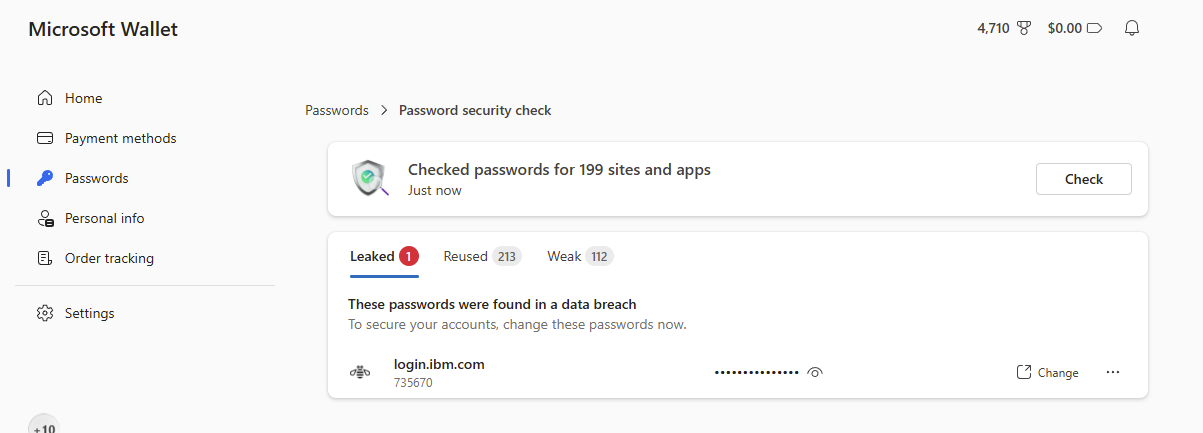 Microsoft Wallet
4,710
$0.00
Home
Payment methods
Passwords
Personal info
Order tracking
Settings
+10
Passwords > Password security check
Checked passwords for 199 sites and apps
Just now
Check
Leaked 1 Reused 213 Weak 112
These passwords were found in a data breach
To secure your accounts, change these passwords now.
login.ibm.com
735670
•••••••••••••••
Change